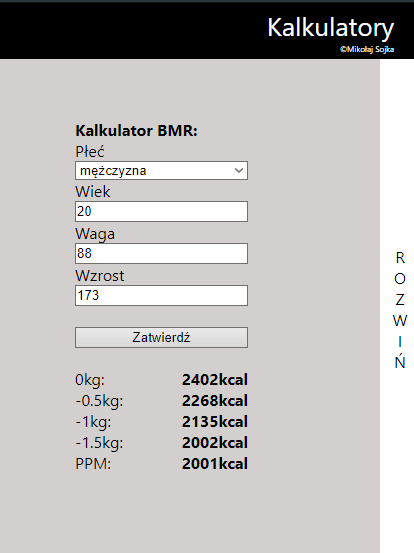 Kalkulatory
©Mikołaj Sojka
Kalkulator BMR:
Płeć
mężczyzna
Wiek
20
Waga
88
Wzrost
173
Zatwierdź
0kg: 2402kcal
-0.5kg: 2268kcal
-1kg: 2135kcal
-1.5kg: 2002kcal
PPM: 2001kcal
R
O
Z
W
I
Ń